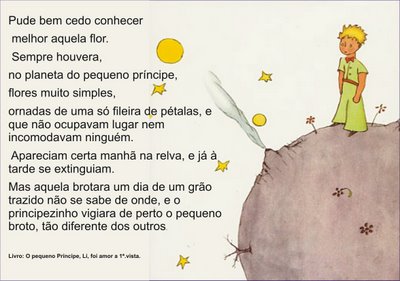 Pude bem cedo conhecer
melhor aquela flor.
Sempre houvera,
no planeta do pequeno príncipe,
flores muito simples,
ornadas de uma só fileira de pétalas, e
que não ocupavam lugar nem
incomodavam ninguém.
Apareciam certa manhã na relva, e já à
tarde se extinguiam.
Mas aquela brotara um dia de um grão
trazido não se sabe de onde, e o
principezinho vigiara de perto o pequeno
broto, tão diferente dos outros
Livro: O pequeno Príncipe, Lí, foi amor a 1ª.vista.